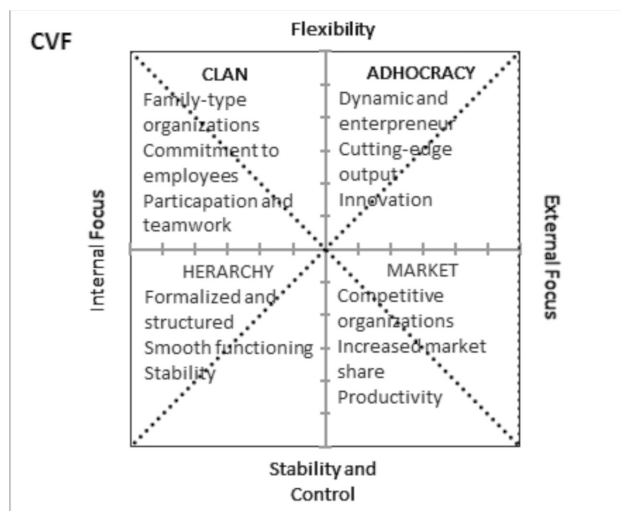 CVF
Flexibility
CLAN
Family-type
organizations
Commitment to
employees
Particapation and
teamwork
ADHOCRACY
Dynamic and
enterpreneur
Cutting-edge
output
Innovation
Internal Focus
External Focus
HERARCHY
Formalized and
structured
Smooth functioning
Stability
MARKET
Competitive
organizations
Increased market
share
Productivity
Stability and
Control